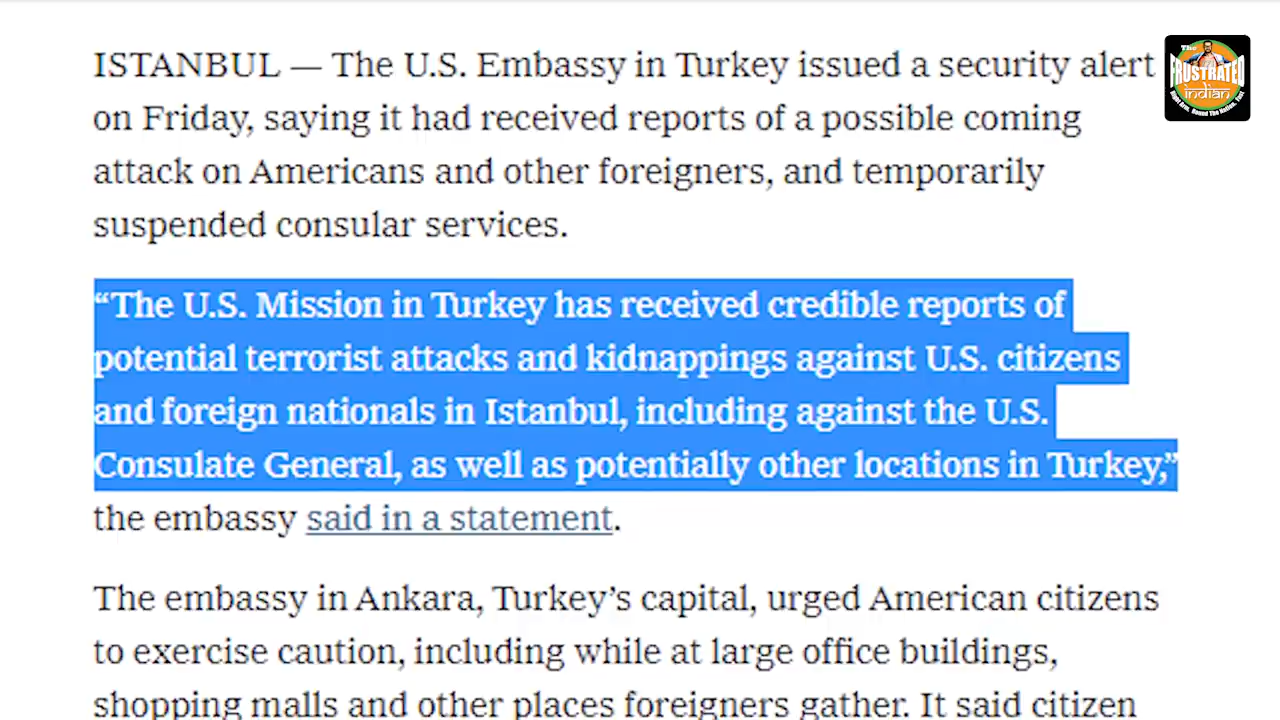 ISTANBUL — The U.S. Embassy in Turkey issued a security alert
on Friday, saying it had received reports of a possible coming
attack on Americans and other foreigners, and temporarily
suspended consular services.
“The U.S. Mission in Turkey has received credible reports of
potential terrorist attacks and kidnappings against U.S. citizens
and foreign nationals in Istanbul, including against the U.S.
Consulate General, as well as potentially other locations in Turkey,”
the embassy said in a statement.
The embassy in Ankara, Turkey’s capital, urged American citizens
to exercise caution, including while at large office buildings,
shopping malls and other places foreigners gather. It said citizen
The
FRUSTRATED
indian